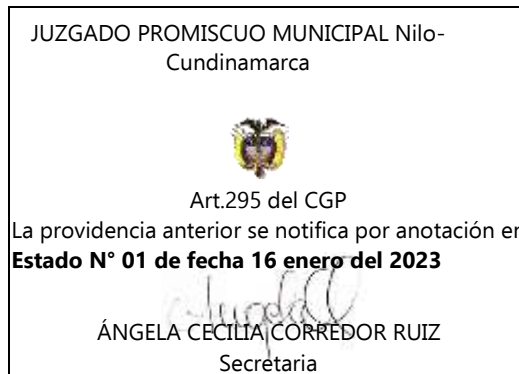 JUZGADO PROMISCUO MUNICIPAL Nilo-
Cundinamarca
Art.295 del CGP
La providencia anterior se notifica por anotación en
Estado N° 01 de fecha 16 enero del 2023
ÁNGELA CECILIA CORREDOR RUIZ
Secretaria